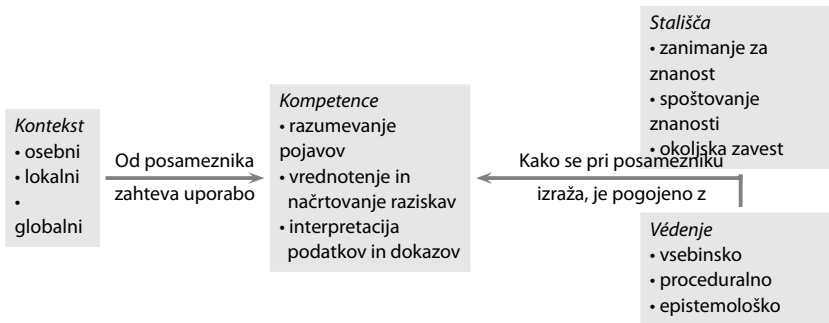 Kontekst
• osebni
• lokalni
•
globalni
Od posameznika
zahteva uporabo
Kompetence
• razumevanje
pojavov
• vrednotenje in
načrtovanje raziskav
• interpretacija
podatkov in dokazov
Kako se pri posamezniku
izraža, je pogojeno z
Stališča
• zanimanje za
znanost
• spoštovanje
znanosti
• okoljska zavest
Védenje
• vsebinsko
• proceduralno
• epistemološko